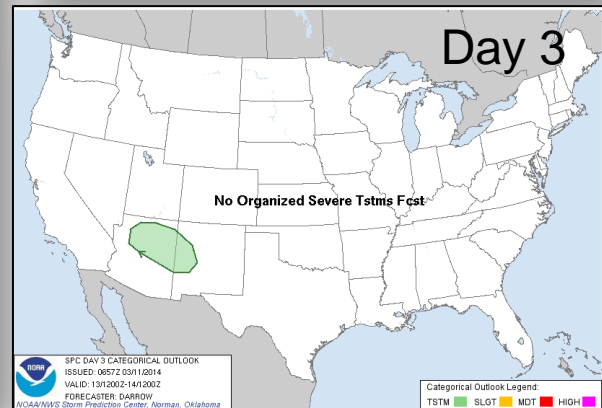 Day 3
No Organized Severe Tstms Fcst
NOAA
SPC DAY 3 CATEGORICAL OUTLOOK
ISSUED: 0657Z 03/11/2014
VALID: 13/1200Z-14/1200Z
FORECASTER: DARROW
NOAA/NWS Storm Prediction Center, Norman, Oklahoma
Categorical Outlook Legend:
TSTM SLGT MDT HIGH